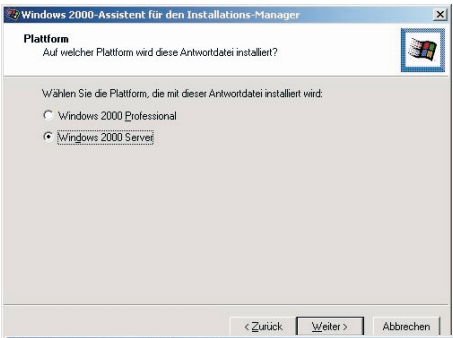 Windows 2000-Assistent für den Installations-Manager
Plattform
Auf welcher Plattform wird diese Antwortdatei installiert?
Wählen Sie die Plattform, die mit dieser Antwortdatei installiert wird:
Windows 2000 Professional
Windows 2000 Server
< Zurück Weiter > Abbrechen